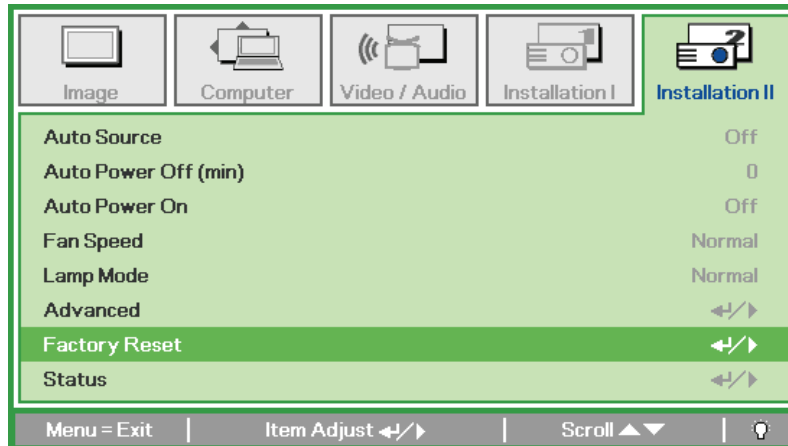 Image Computer Video / Audio Installation I Installation II
Auto Source Off
Auto Power Off (min) 0
Auto Power On Off
Fan Speed Normal
Lamp Mode Normal
Advanced
Factory Reset
Status
Menu = Exit | Item Adjust | Scroll